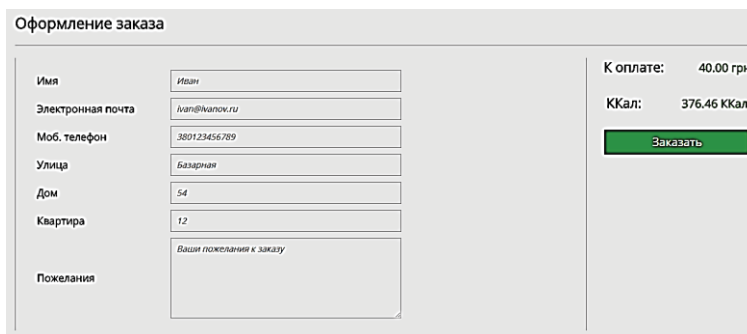 Оформление заказа
Имя Иван
Электронная почта ivan@ivanov.ru
Моб. телефон 380123456789
Улица Базарная
Дом 54
Квартира 12
Пожелания Ваши пожелания к заказу
К оплате: 40.00 грн
ККал: 376.46 ККал
Заказать